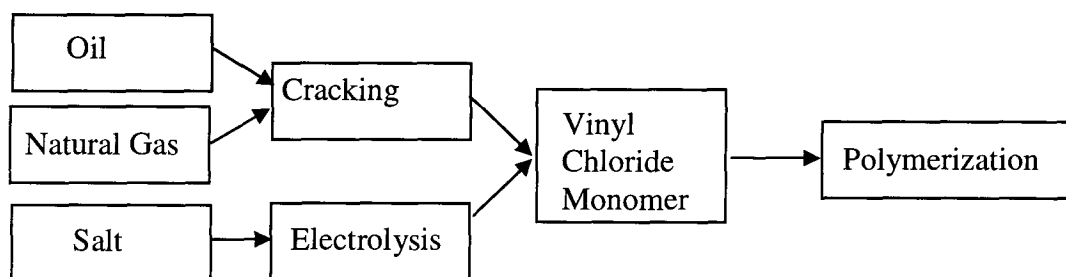 Oil
Cracking
Natural Gas
Vinyl
Chloride
Monomer
Polymerization
Salt
Electrolysis